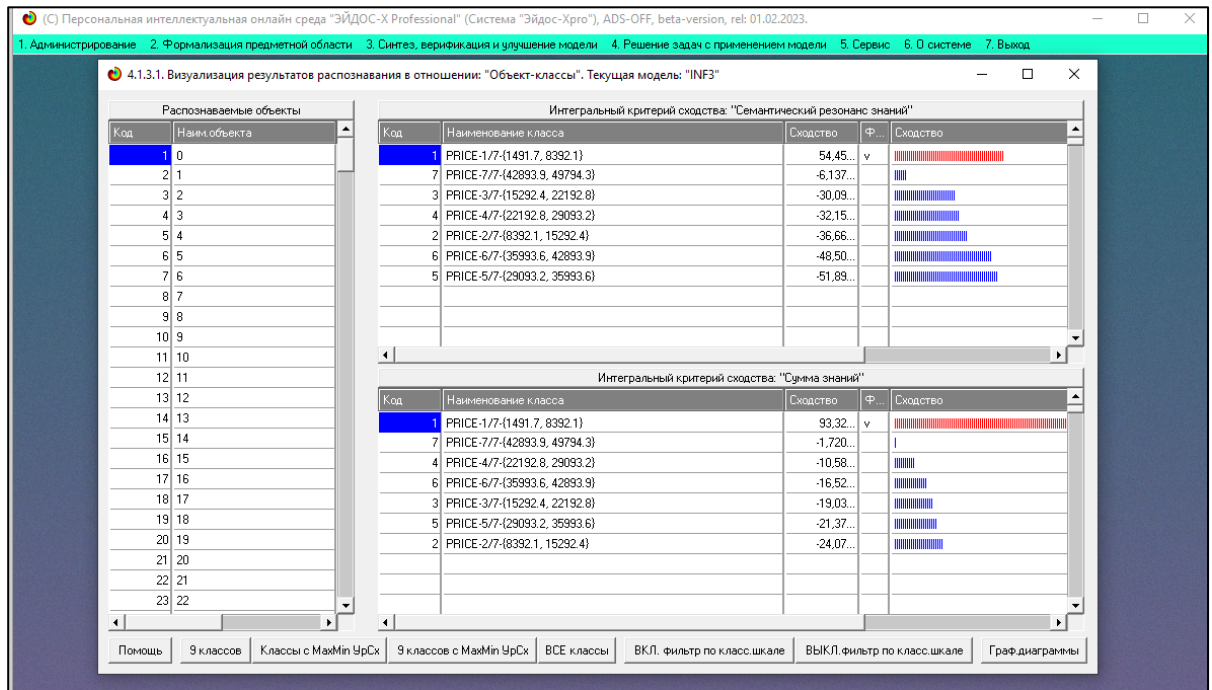 (C) Персональная интеллектуальная онлайн среда "ЭЙДОС-X Professional" (Система "Эйдос-Xpro"), ADS-OFF, beta-version, rel: 01.02.2023.
1. Администрирование 2. Формализация предметной области 3. Синтез, верификация и улучшение модели 4. Решение задач с применением модели 5. Сервис 6. О системе 7. Выход
4.1.3.1. Визуализация результатов распознавания в отношении: "Объект-классы". Текущая модель: "INF3"
Распознаваемые объекты
Код Наим.объекта
1 0
2 1
3 2
4 3
5 4
6 5
7 6
8 7
9 8
10 9
11 10
12 11
13 12
14 13
15 14
16 15
17 16
18 17
19 18
20 19
21 20
22 21
23 22
Интегральный критерий сходства: "Семантический резонанс знаний"
Код Наименование класса Сходство Ф... Сходство
1 PRICE-1/7-{1491.7, 8392.1} 54,45... v
7 PRICE-7/7-{42893.9, 49794.3} -6,137...
3 PRICE-3/7-{15292.4, 22192.8} -30,09...
4 PRICE-4/7-{22192.8, 29093.2} -32,15...
2 PRICE-2/7-{8392.1, 15292.4} -36,66...
6 PRICE-6/7-{35993.6, 42893.9} -48,50...
5 PRICE-5/7-{29093.2, 35993.6} -51,89...
Интегральный критерий сходства: "Сумма знаний"
Код Наименование класса Сходство Ф... Сходство
1 PRICE-1/7-{1491.7, 8392.1} 93,32... v
7 PRICE-7/7-{42893.9, 49794.3} -1,720...
4 PRICE-4/7-{22192.8, 29093.2} -10,58...
6 PRICE-6/7-{35993.6, 42893.9} -16,52...
3 PRICE-3/7-{15292.4, 22192.8} -19,03...
5 PRICE-5/7-{29093.2, 35993.6} -21,37...
2 PRICE-2/7-{8392.1, 15292.4} -24,07...
Помощь 9 классов Классы с MaxMin УрСх 9 классов с MaxMin УрСх ВСЕ классы ВКЛ. фильтр по класс.шкале ВЫКЛ.фильтр по класс.шкале Граф.диаграммы